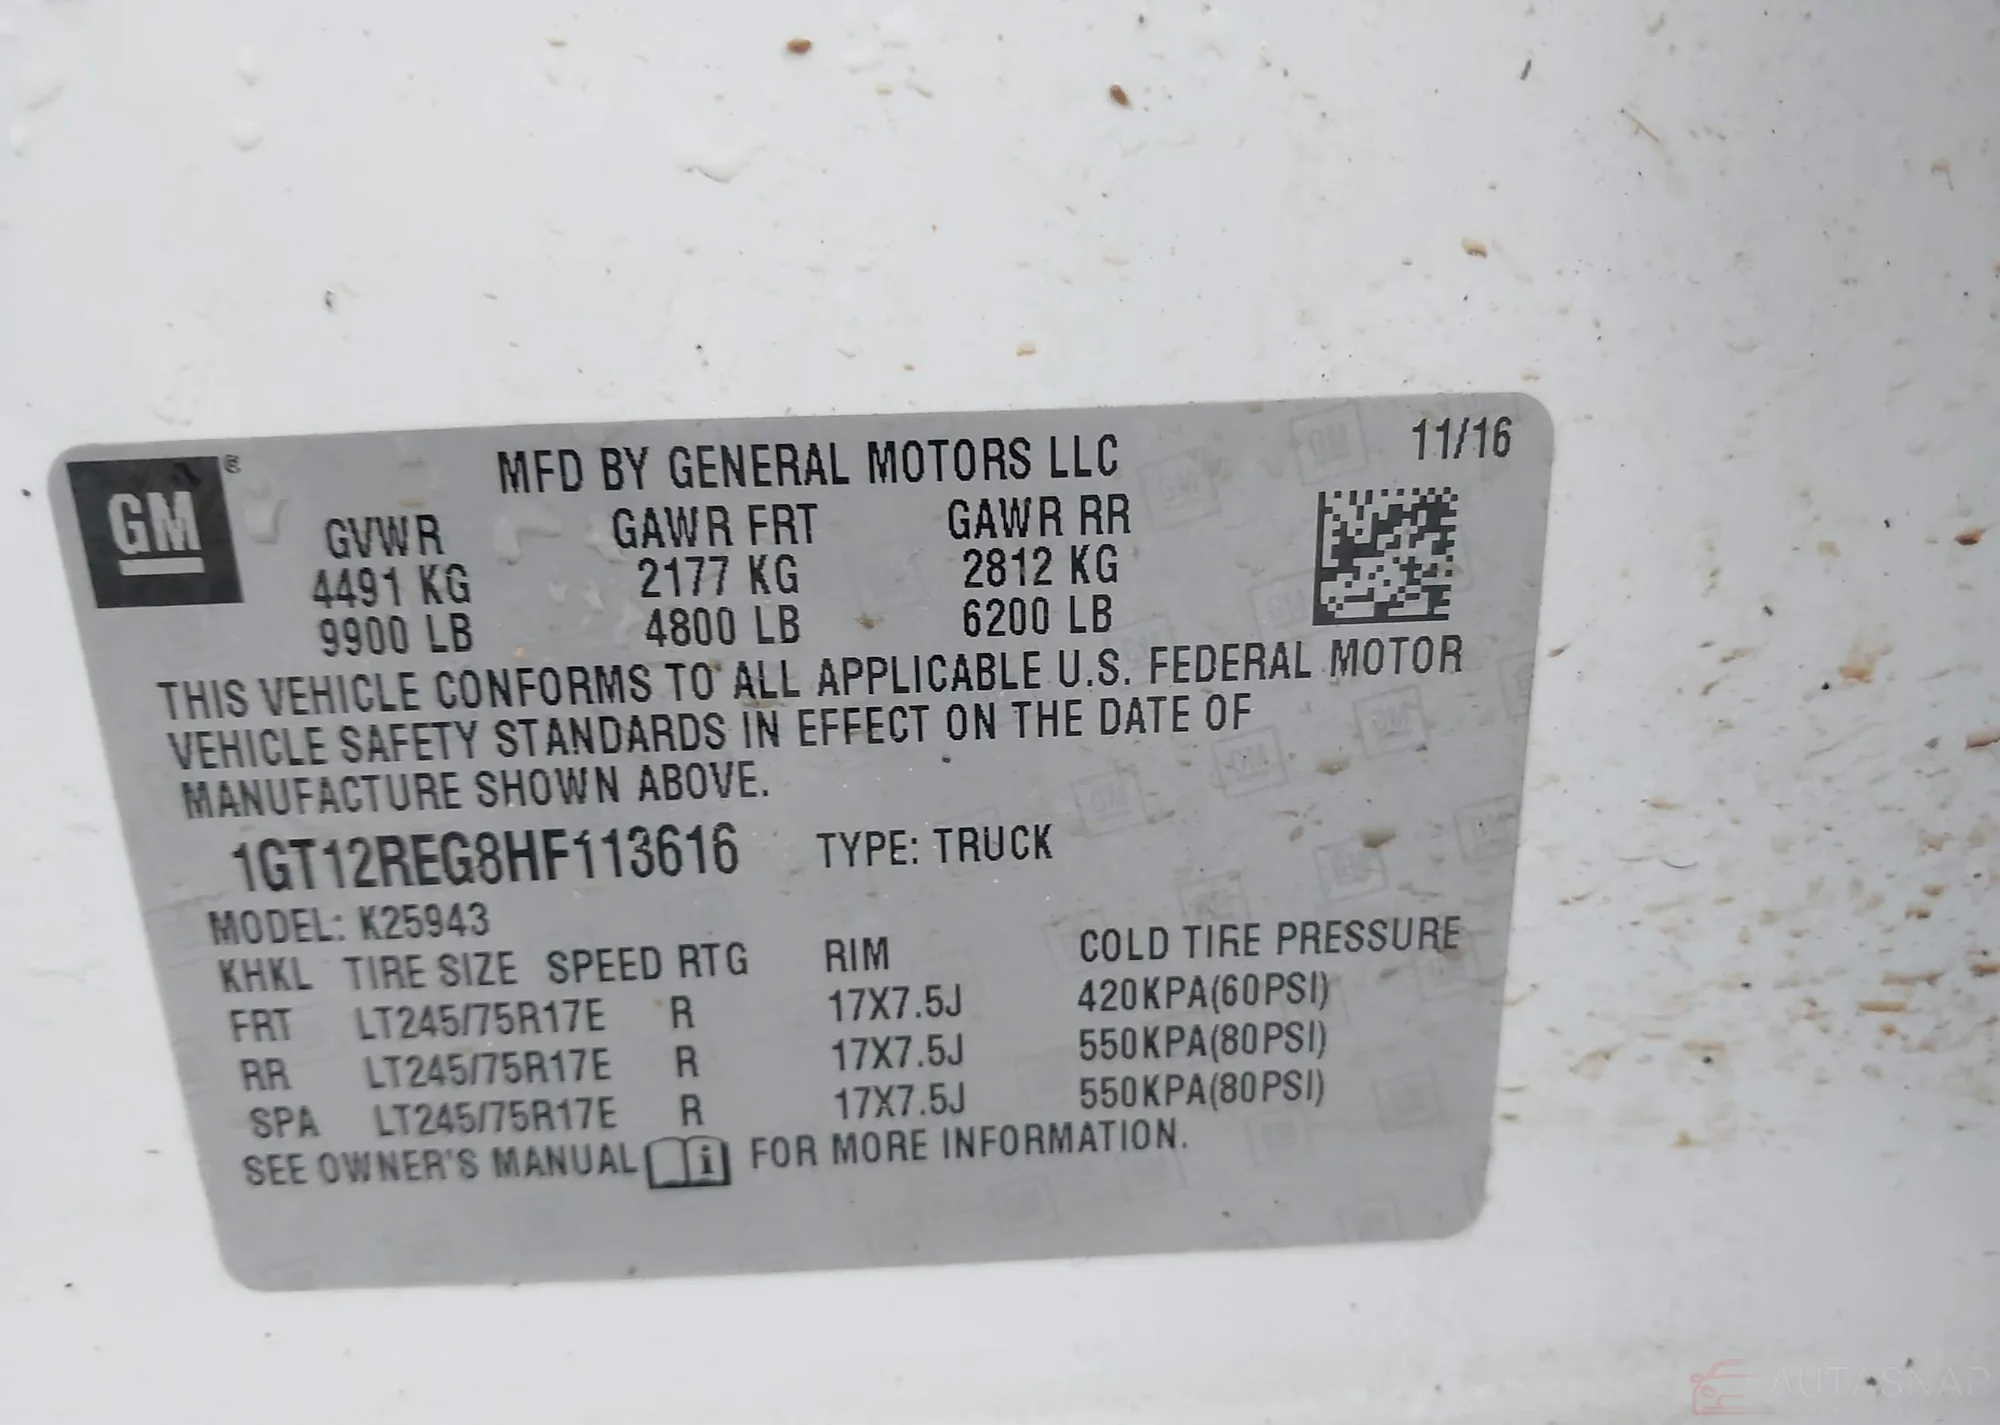 11/16
GM ®
MFD BY GENERAL MOTORS LLC
GVWR GAWR FRT GAWR RR
4491 KG 2177 KG 2812 KG
9900 LB 4800 LB 6200 LB
THIS VEHICLE CONFORMS TO ALL APPLICABLE U.S. FEDERAL MOTOR
VEHICLE SAFETY STANDARDS IN EFFECT ON THE DATE OF
MANUFACTURE SHOWN ABOVE.
1GT12REG8HF113616 TYPE: TRUCK
MODEL: K25943
KHKL TIRE SIZE SPEED RTG RIM COLD TIRE PRESSURE
FRT LT245/75R17E R 17X7.5J 420KPA(60PSI)
RR LT245/75R17E R 17X7.5J 550KPA(80PSI)
SPA LT245/75R17E R 17X7.5J 550KPA(80PSI)
SEE OWNER'S MANUAL i FOR MORE INFORMATION.
AUTASNAP